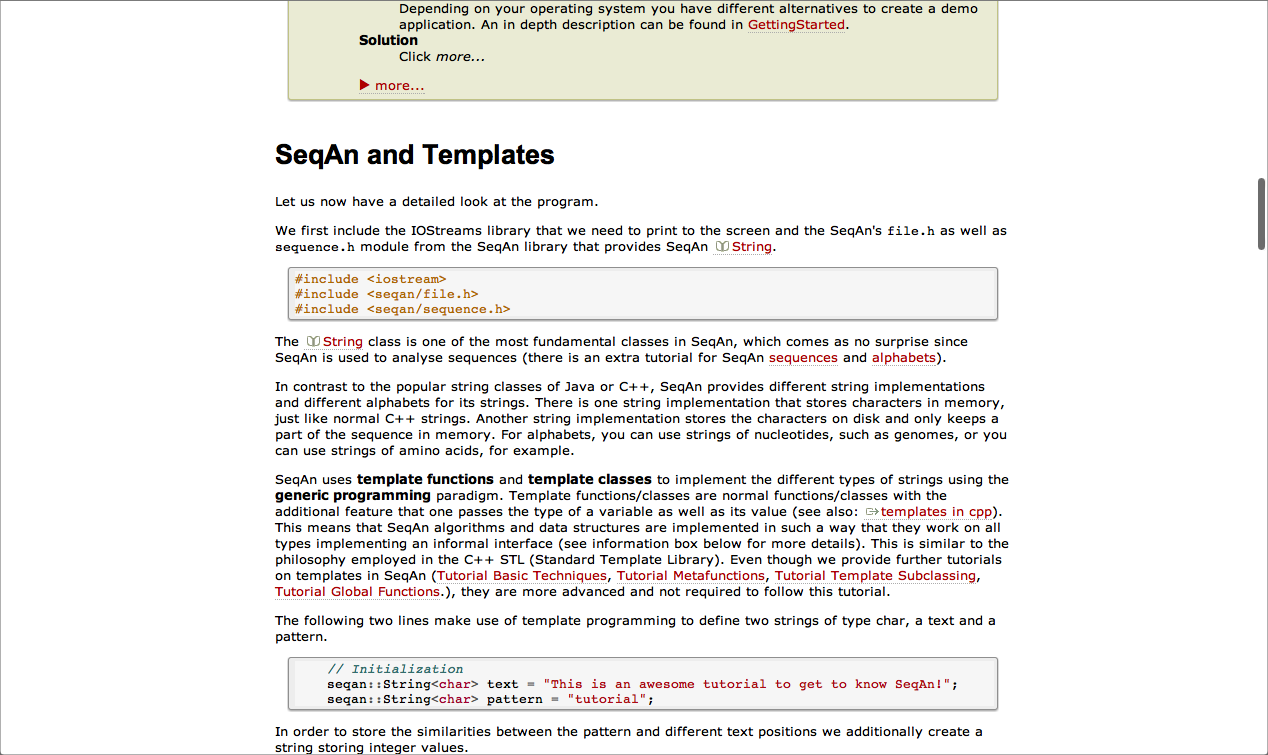 Depending on your operating system you have different alternatives to create a demo
application. An in depth description can be found in GettingStarted.
Solution
Click more...
more...
SeqAn and Templates
Let us now have a detailed look at the program.
We first include the IOStreams library that we need to print to the screen and the SeqAn's file.h as well as
sequence.h module from the SeqAn library that provides SeqAn String.
#include <iostream>
#include <seqan/file.h>
#include <seqan/sequence.h>
The String class is one of the most fundamental classes in SeqAn, which comes as no surprise since
SeqAn is used to analyse sequences (there is an extra tutorial for SeqAn sequences and alphabets).
In contrast to the popular string classes of Java or C++, SeqAn provides different string implementations
and different alphabets for its strings. There is one string implementation that stores characters in memory,
just like normal C++ strings. Another string implementation stores the characters on disk and only keeps a
part of the sequence in memory. For alphabets, you can use strings of nucleotides, such as genomes, or you
can use strings of amino acids, for example.
SeqAn uses template functions and template classes to implement the different types of strings using the
generic programming paradigm. Template functions/classes are normal functions/classes with the
additional feature that one passes the type of a variable as well as its value (see also: templates in cpp).
This means that SeqAn algorithms and data structures are implemented in such a way that they work on all
types implementing an informal interface (see information box below for more details). This is similar to the
philosophy employed in the C++ STL (Standard Template Library). Even though we provide further tutorials
on templates in SeqAn (Tutorial Basic Techniques, Tutorial Metafunctions, Tutorial Template Subclassing,
Tutorial Global Functions.), they are more advanced and not required to follow this tutorial.
The following two lines make use of template programming to define two strings of type char, a text and a
pattern.
// Initialization
seqan::String<char> text = "This is an awesome tutorial to get to know SeqAn!";
seqan::String<char> pattern = "tutorial";
In order to store the similarities between the pattern and different text positions we additionally create a
string storing integer values.